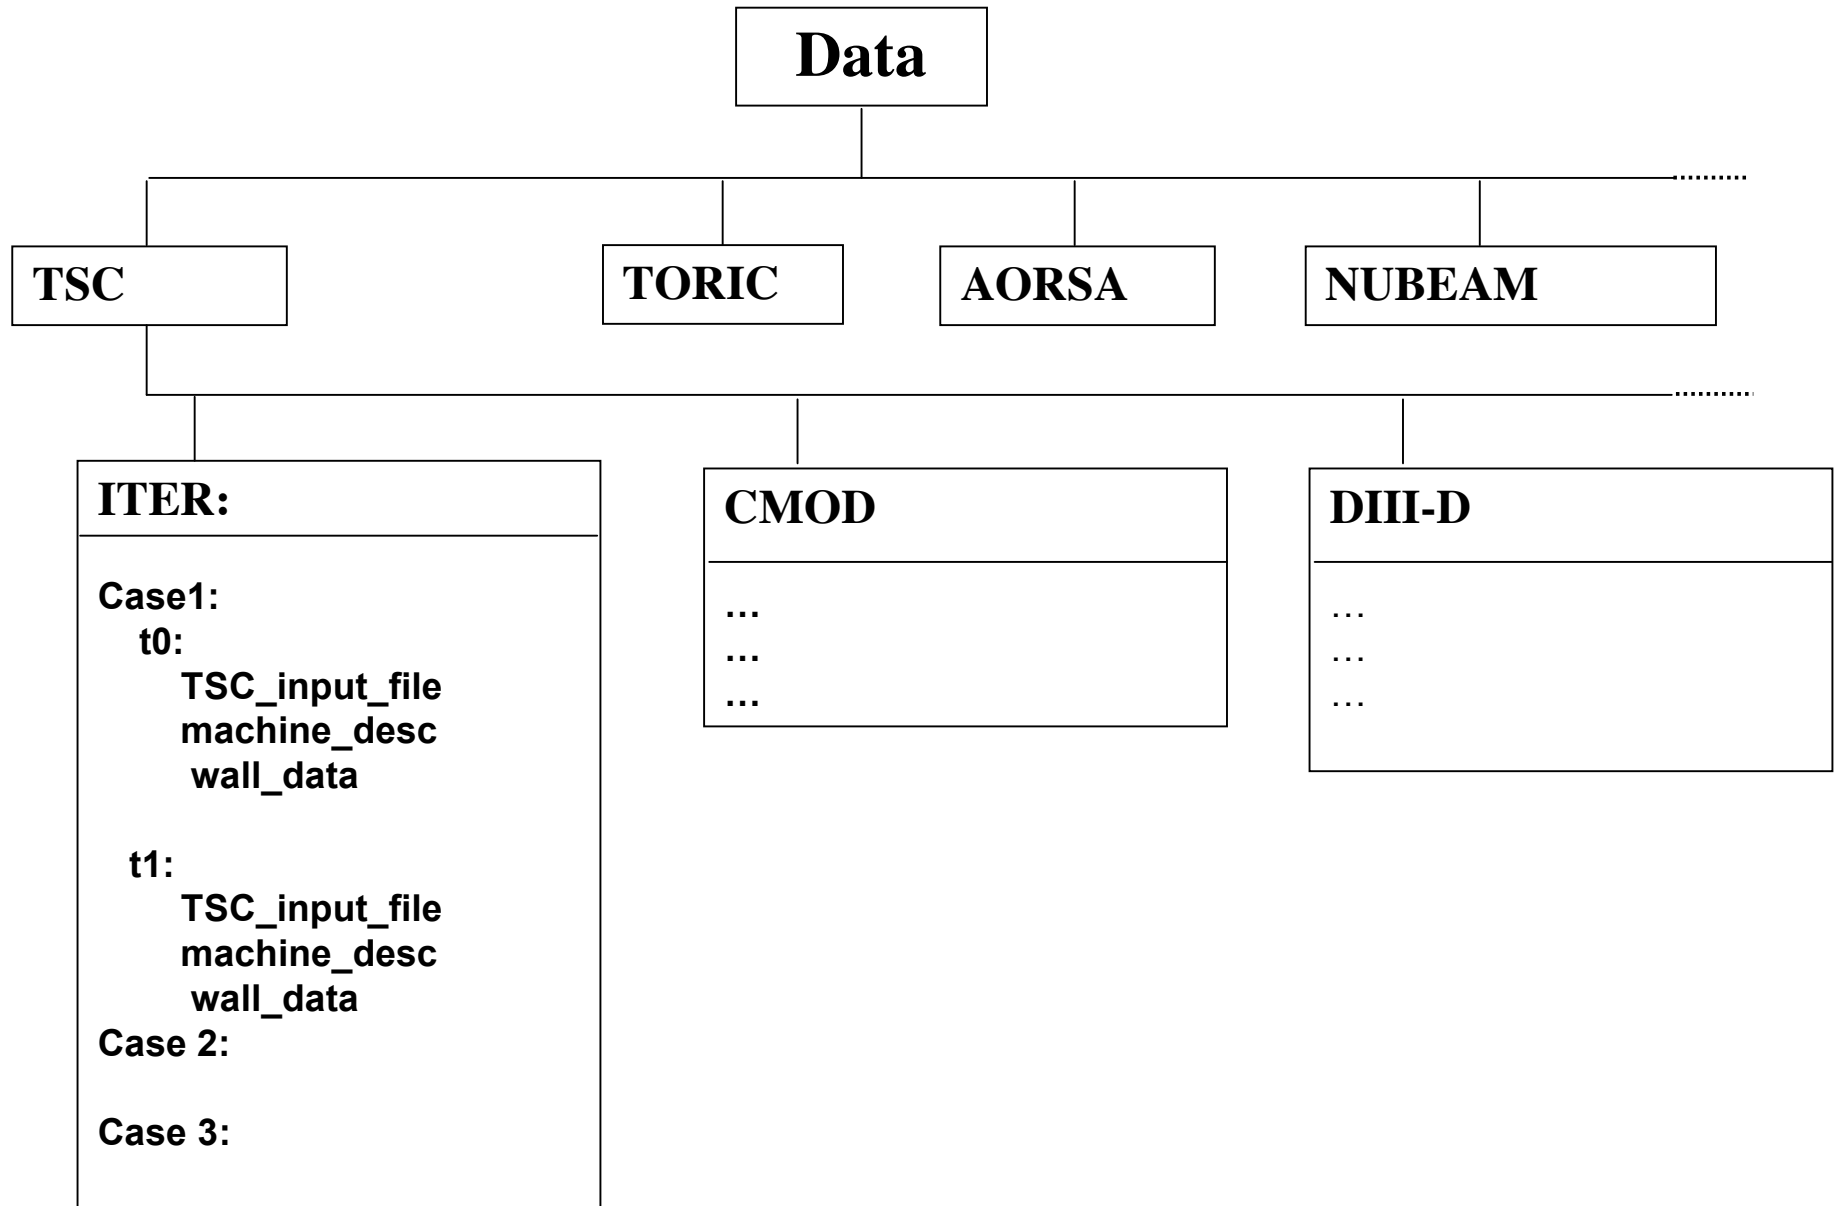 Data
TSC
TORIC
AORSA
NUBEAM
ITER:
Case1:
t0:
TSC_input_file
machine_desc
wall_data
t1:
TSC_input_file
machine_desc
wall_data
Case 2:
Case 3:
CMOD
...
...
...
DIII-D
...
...
...